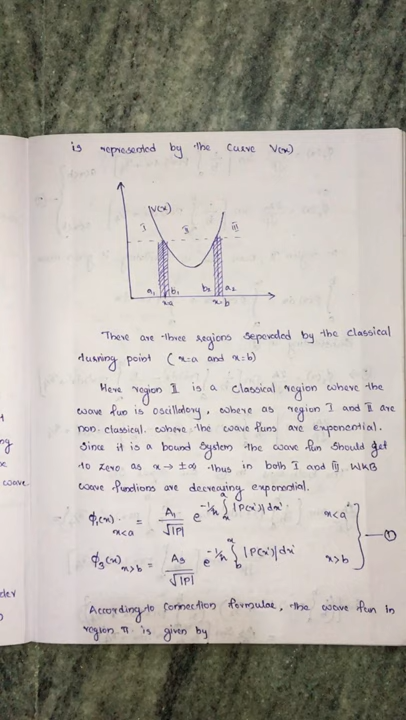 is represented by the curve V(x)
V(x)
I II III
a₁ b₁ b₂ a₂
x=a x=b
There are three regions seperated by the classical
turning point (x=a and x=b)
Here region II is a classical region where the
wave fun is oscillatory, where as region I and III are
non-classical. where the wave funs are exponential.
Since it is a bound system the wave fun should get
to zero as x → ±∞. thus in both I and III WKB
wave functions are decreasing exponential.
ϕ₁(x) x<a = A₁/√|P| e^{-1/ħ ∫ₓᵃ |P(x')| dx'} x<a
ϕ₃(x) x>b = A₃/√|P| e^{-1/ħ ∫_bˣ |P(x')| dx'} x>b —①
According to connection formulae, the wave fun in
region II is given by
ng
wave
der